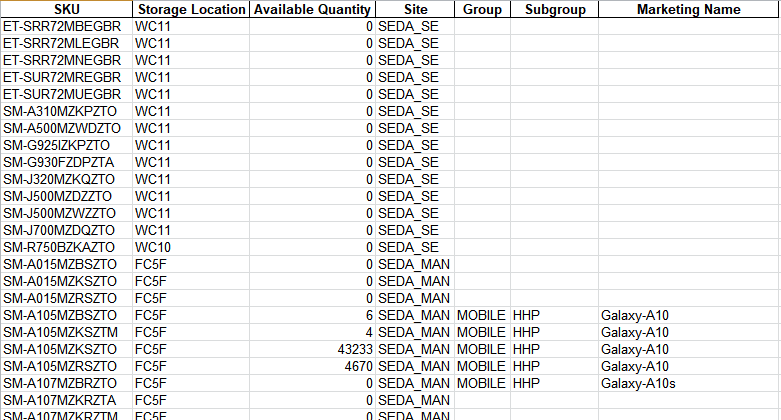 SKU Storage Location Available Quantity Site Group Subgroup Marketing Name
ET-SRR72MBEGBR WC11 0 SEDA_SE
ET-SRR72MLEGBR WC11 0 SEDA_SE
ET-SRR72MNEGBR WC11 0 SEDA_SE
ET-SUR72MREGBR WC11 0 SEDA_SE
ET-SUR72MUEGBR WC11 0 SEDA_SE
SM-A310MZKPZTO WC11 0 SEDA_SE
SM-A500MZWDZTO WC11 0 SEDA_SE
SM-G925IZKPZTO WC11 0 SEDA_SE
SM-G930FZDPZTA WC11 0 SEDA_SE
SM-J320MZKQZTO WC11 0 SEDA_SE
SM-J500MZDZZTO WC11 0 SEDA_SE
SM-J500MZWZZTO WC11 0 SEDA_SE
SM-J700MZDQZTO WC11 0 SEDA_SE
SM-R750BZKAZTO WC10 0 SEDA_SE
SM-A015MZBSZTO FC5F 0 SEDA_MAN
SM-A015MZKSZTO FC5F 0 SEDA_MAN
SM-A015MZRSZTO FC5F 0 SEDA_MAN
SM-A105MZBSZTO FC5F 6 SEDA_MAN MOBILE HHP Galaxy-A10
SM-A105MZKSZTM FC5F 4 SEDA_MAN MOBILE HHP Galaxy-A10
SM-A105MZKSZTO FC5F 43233 SEDA_MAN MOBILE HHP Galaxy-A10
SM-A105MZRSZTO FC5F 4670 SEDA_MAN MOBILE HHP Galaxy-A10
SM-A107MZBRZTO FC5F 0 SEDA_MAN MOBILE HHP Galaxy-A10s
SM-A107MZKRZTA FC5F 0 SEDA_MAN
SM-A107MZKRZTM FC5F 0 SEDA_MAN